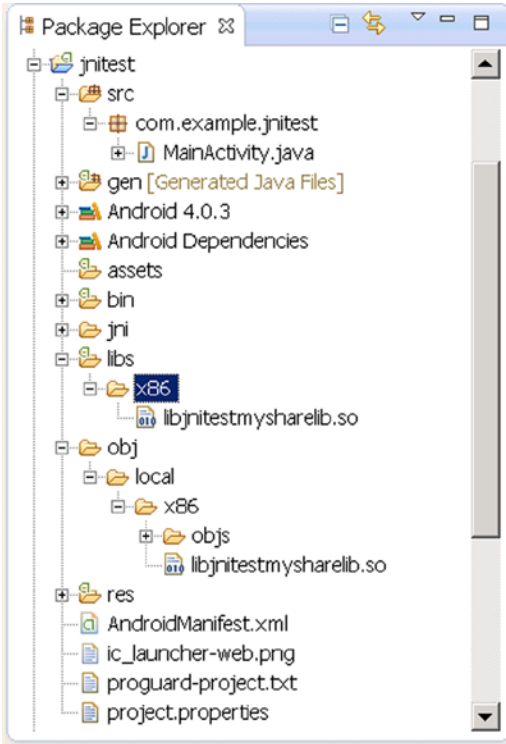 Package Explorer
jnitest
src
com.example.jnitest
MainActivity.java
gen [Generated Java Files]
Android 4.0.3
Android Dependencies
assets
bin
jni
libs
x86
libjnitestmysharelib.so
obj
local
x86
objs
libjnitestmysharelib.so
res
AndroidManifest.xml
ic_launcher-web.png
proguard-project.txt
project.properties